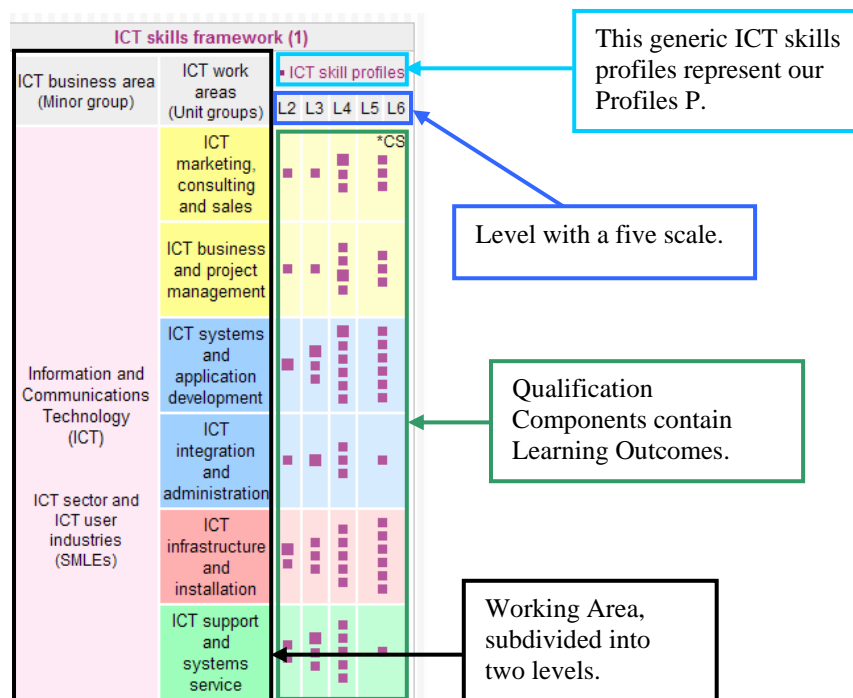 ICT skills framework (1)
ICT business area
(Minor group)
ICT work
areas
(Unit groups)
ICT skill profiles
L2 L3 L4 L5 L6
*CS
ICT
marketing,
consulting
and sales
ICT business
and project
management
ICT systems
and
application
development
ICT
integration
and
administration
ICT
infrastructure
and
installation
ICT support
and
systems
service
Information and
Communications
Technology
(ICT)
ICT sector and
ICT user
industries
(SMLEs)
This generic ICT skills
profiles represent our
Profiles P.
Level with a five scale.
Qualification
Components contain
Learning Outcomes.
Working Area,
subdivided into
two levels.